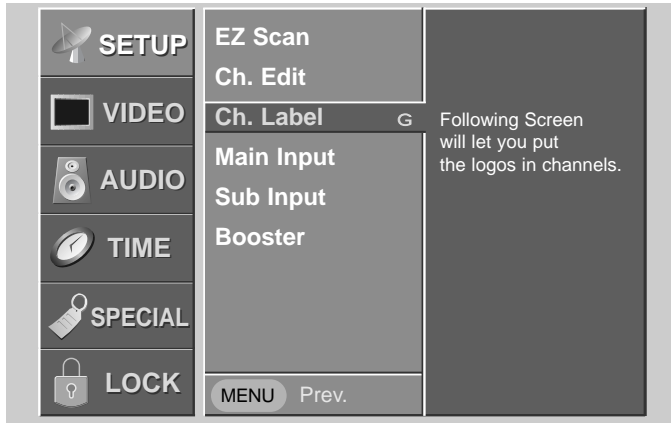 SETUP
VIDEO
AUDIO
TIME
SPECIAL
LOCK
EZ Scan
Ch. Edit
Ch. Label G
Main Input
Sub Input
Booster
MENU Prev.
Following Screen
will let you put
the logos in channels.